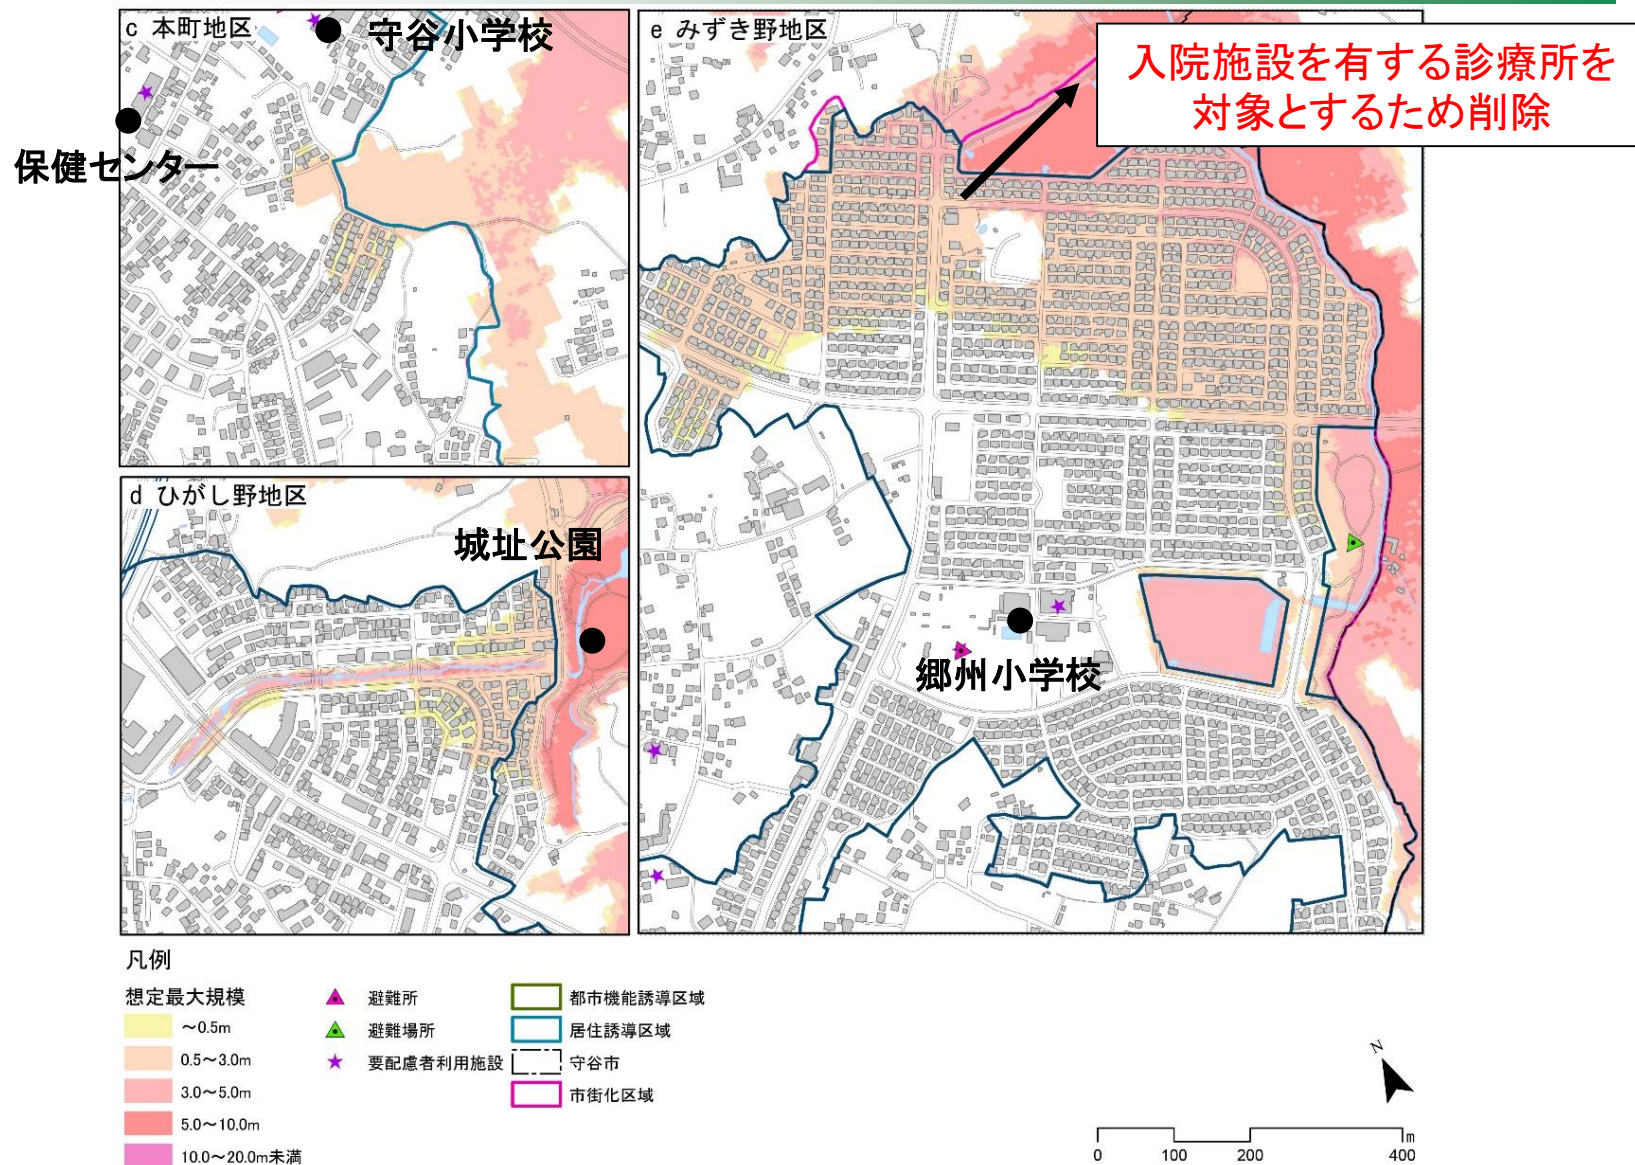 c 本町地区
守谷小学校
保健センター
e みずき野地区
入院施設を有する診療所を
対象とするため削除
郷州小学校
d ひがし野地区
城址公園
凡例
想定最大規模
～0.5m
0.5～3.0m
3.0～5.0m
5.0～10.0m
10.0～20.0m未満
避難所
避難場所
要配慮者利用施設
都市機能誘導区域
居住誘導区域
守谷市
市街化区域
N
m
0 100 200 400